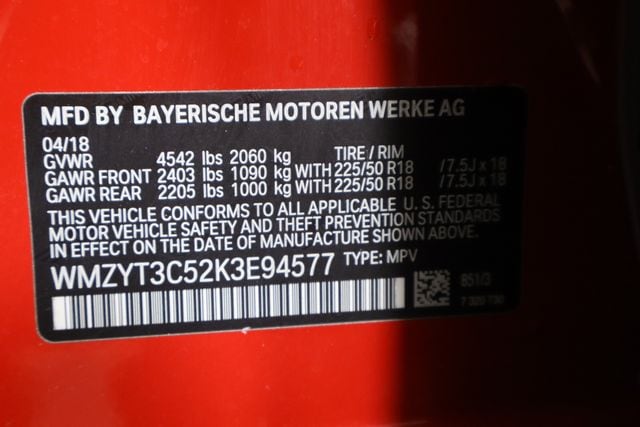 MFD BY BAYERISCHE MOTOREN WERKE AG
04/18
GVWR 4542 lbs 2060 kg TIRE / RIM
GAWR FRONT 2403 lbs 1090 kg WITH 225/50 R18 /7.5J x 18
GAWR REAR 2205 lbs 1000 kg WITH 225/50 R18 /7.5J x 18
THIS VEHICLE CONFORMS TO ALL APPLICABLE U. S. FEDERAL
MOTOR VEHICLE SAFETY AND THEFT PREVENTION STANDARDS
IN EFFECT ON THE DATE OF MANUFACTURE SHOWN ABOVE.
WMZYT3C52K3E94577 TYPE: MPV